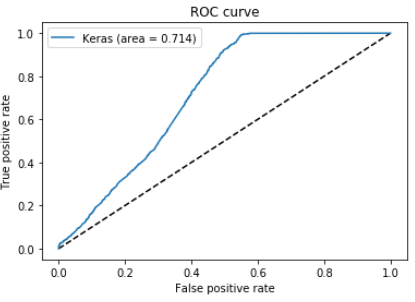 ROC curve
Keras (area = 0.714)
True positive rate
1.0
0.8
0.6
0.4
0.2
0.0
0.0 0.2 0.4 0.6 0.8 1.0
False positive rate